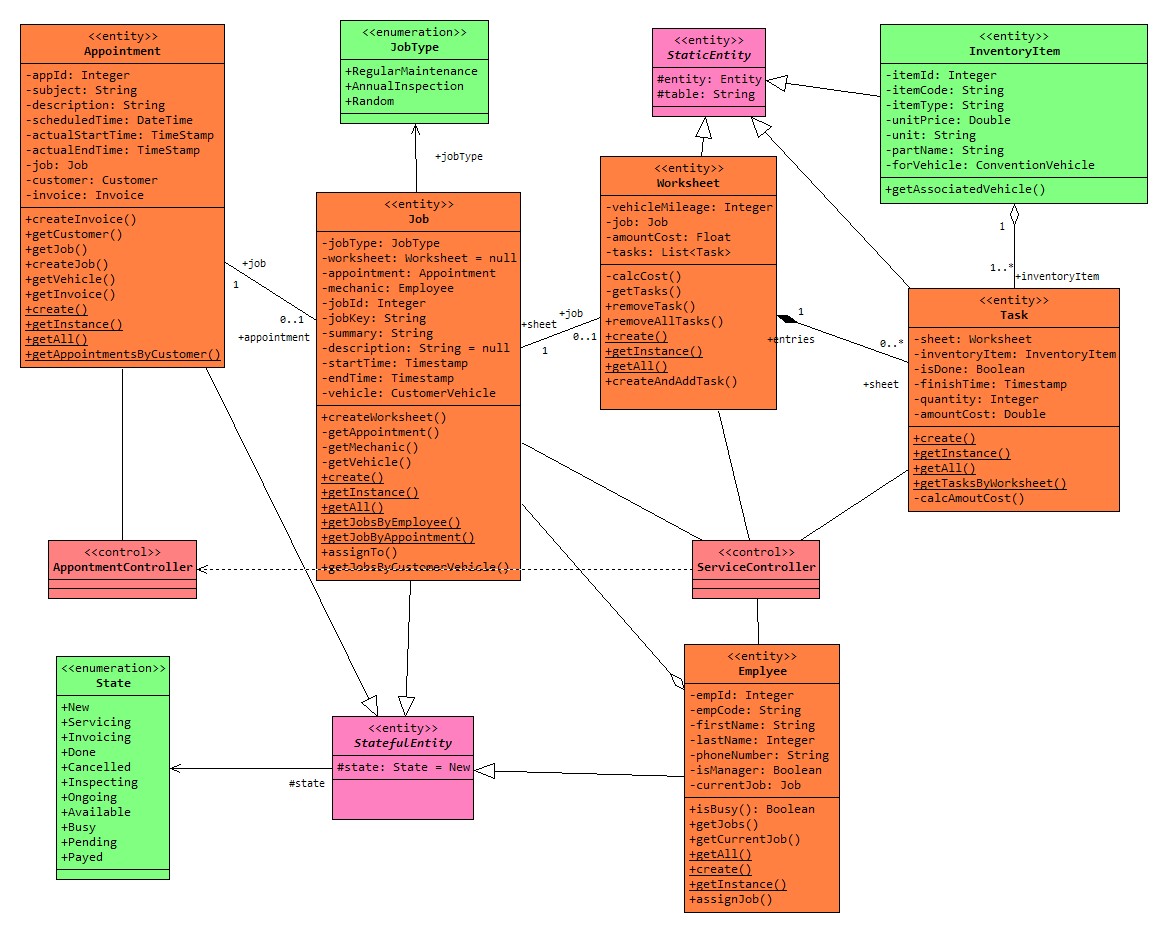 <<entity>>
Appointment
-appId: Integer
-subject: String
-description: String
-scheduledTime: DateTime
-actualStartTime: TimeStamp
-actualEndTime: TimeStamp
-job: Job
-customer: Customer
-invoice: Invoice
+createInvoice()
+getCustomer()
+getJob()
+createJob()
+getVehicle()
+getInvoice()
+create()
+getInstance()
+getAll()
+getAppointmentsByCustomer()
<<enumeration>>
JobType
+RegularMaintenance
+AnnualInspection
+Random
+jobType
<<entity>>
StaticEntity
#entity: Entity
#table: String
<<entity>>
InventoryItem
-itemId: Integer
-itemCode: String
-itemType: String
-unitPrice: Double
-unit: String
-partName: String
-forVehicle: ConventionVehicle
+getAssociatedVehicle()
1
1..*
+inventoryItem
+job
1
0..1
+appointment
<<entity>>
Job
-jobType: JobType
-worksheet: Worksheet = null
-appointment: Appointment
-mechanic: Employee
-jobId: Integer
-jobKey: String
-summary: String
-description: String = null
-startTime: Timestamp
-endTime: Timestamp
-vehicle: CustomerVehicle
+createWorksheet()
-getAppointment()
-getMechanic()
-getVehicle()
+create()
+getInstance()
+getAll()
+getJobsByEmployee()
+getJobByAppointment()
+assignTo()
+getJobsByCustomerVehicle()
+sheet
1
+job
0..1
<<entity>>
Worksheet
-vehicleMileage: Integer
-job: Job
-amountCost: Float
-tasks: List<Task>
-calcCost()
-getTasks()
+removeTask()
+removeAllTasks()
+create()
+getInstance()
+getAll()
+createAndAddTask()
1
+entries
0..*
+sheet
<<entity>>
Task
-sheet: Worksheet
-inventoryItem: InventoryItem
-isDone: Boolean
-finishTime: Timestamp
-quantity: Integer
-amountCost: Double
+create()
+getInstance()
+getAll()
+getTasksByWorksheet()
-calcAmoutCost()
<<control>>
AppontmentController
<<control>>
ServiceController
<<enumeration>>
State
+New
+Servicing
+Invoicing
+Done
+Cancelled
+Inspecting
+Ongoing
+Available
+Busy
+Pending
+Payed
#state
<<entity>>
StatefulEntity
#state: State = New
<<entity>>
Emplyee
-empId: Integer
-empCode: String
-firstName: String
-lastName: Integer
-phoneNumber: String
-isManager: Boolean
-currentJob: Job
+isBusy(): Boolean
+getJobs()
+getCurrentJob()
+getAll()
+create()
+getInstance()
+assignJob()